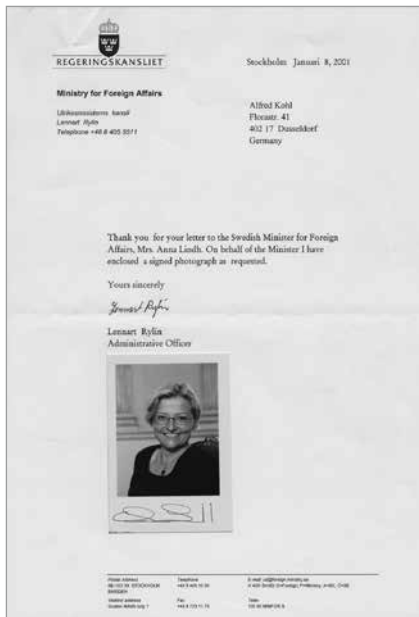 REGERINGSKANSLIET
Stockholm Januari 8, 2001
Ministry for Foreign Affairs
Lennart Rylin
Telephone +46 8 405 5511
Alfred Kohl
Florastr. 41
402 17 Dusseldorf
Germany
Thank you for your letter to the Swedish Minister for Foreign
Affairs, Mrs. Anna Lindh. On behalf of the Minister I have
enclosed a signed photograph as requested.
Yours sincerely
Lennart Rylin
Lennart Rylin
Administrative Officer